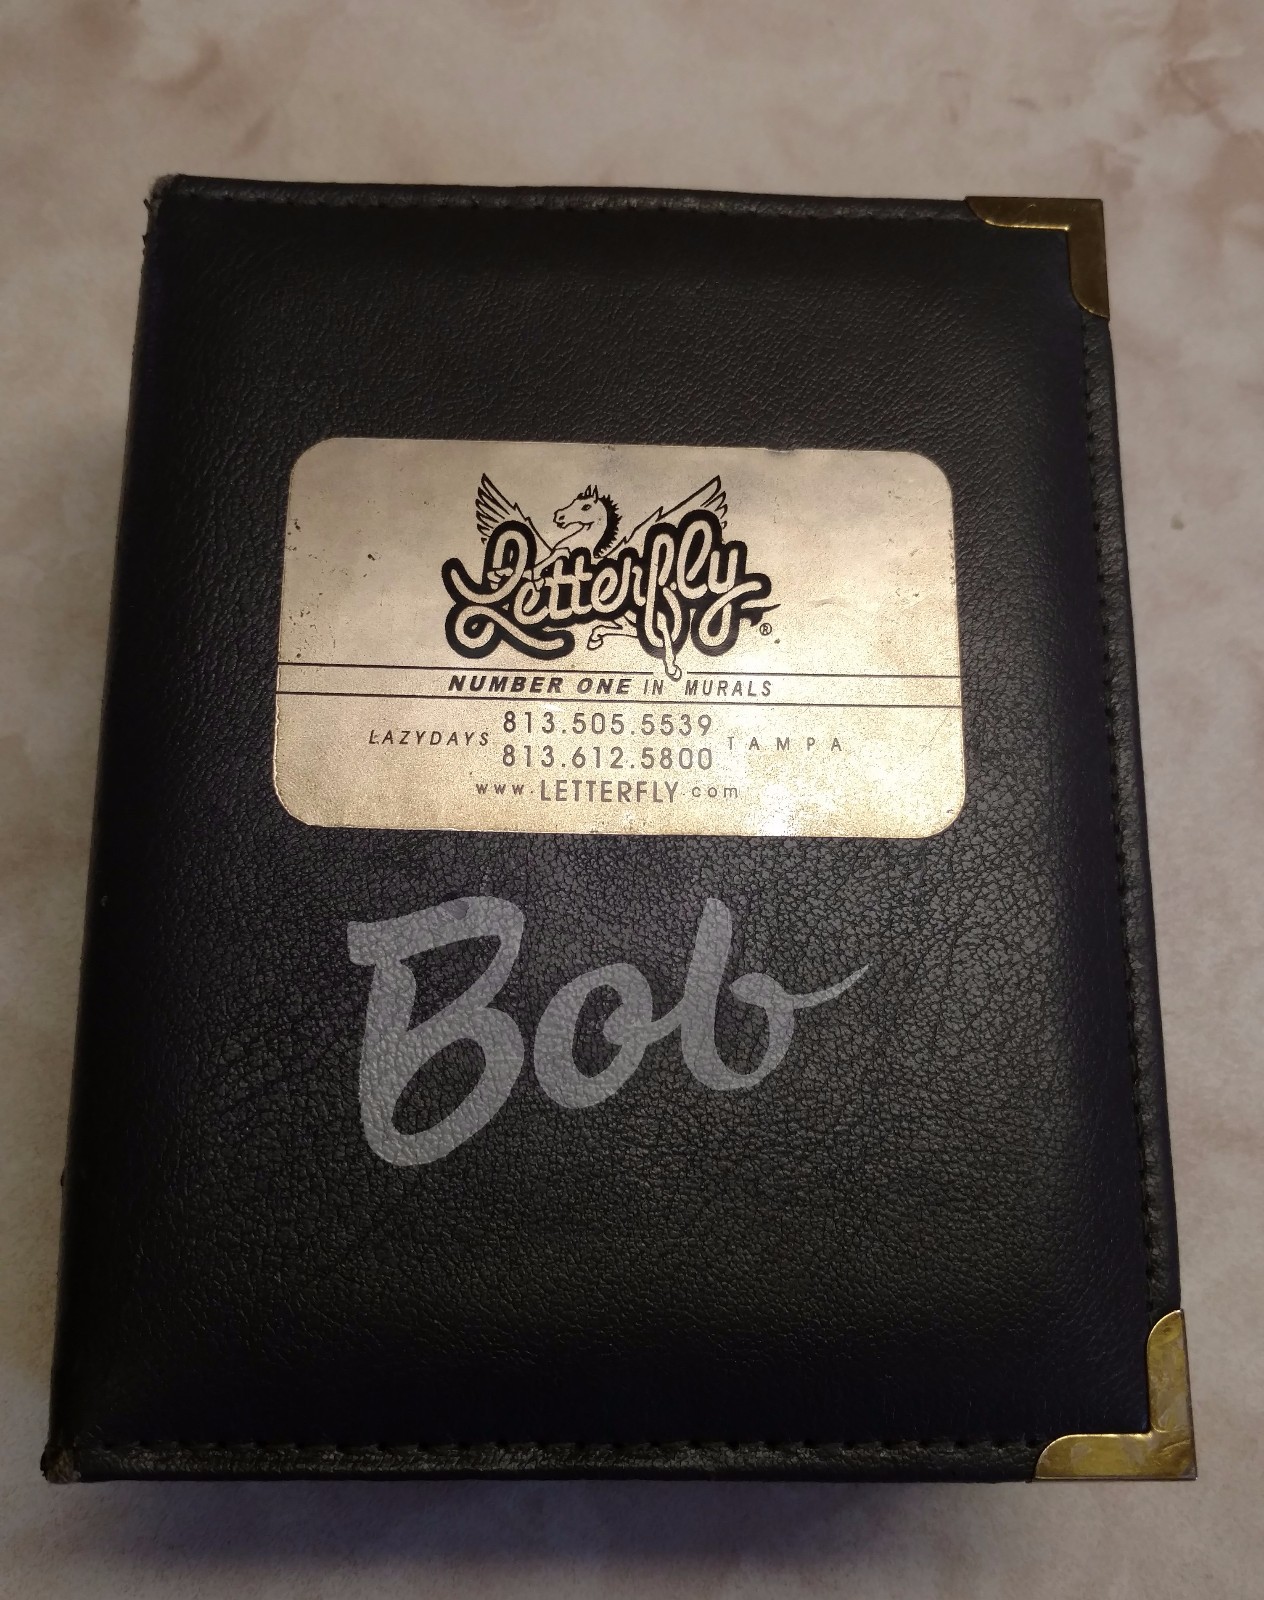 Letterfly®
NUMBER ONE IN MURALS
813.505.5539
LAZYDAYS TAMPA
813.612.5800
www.LETTERFLY.com
Bob